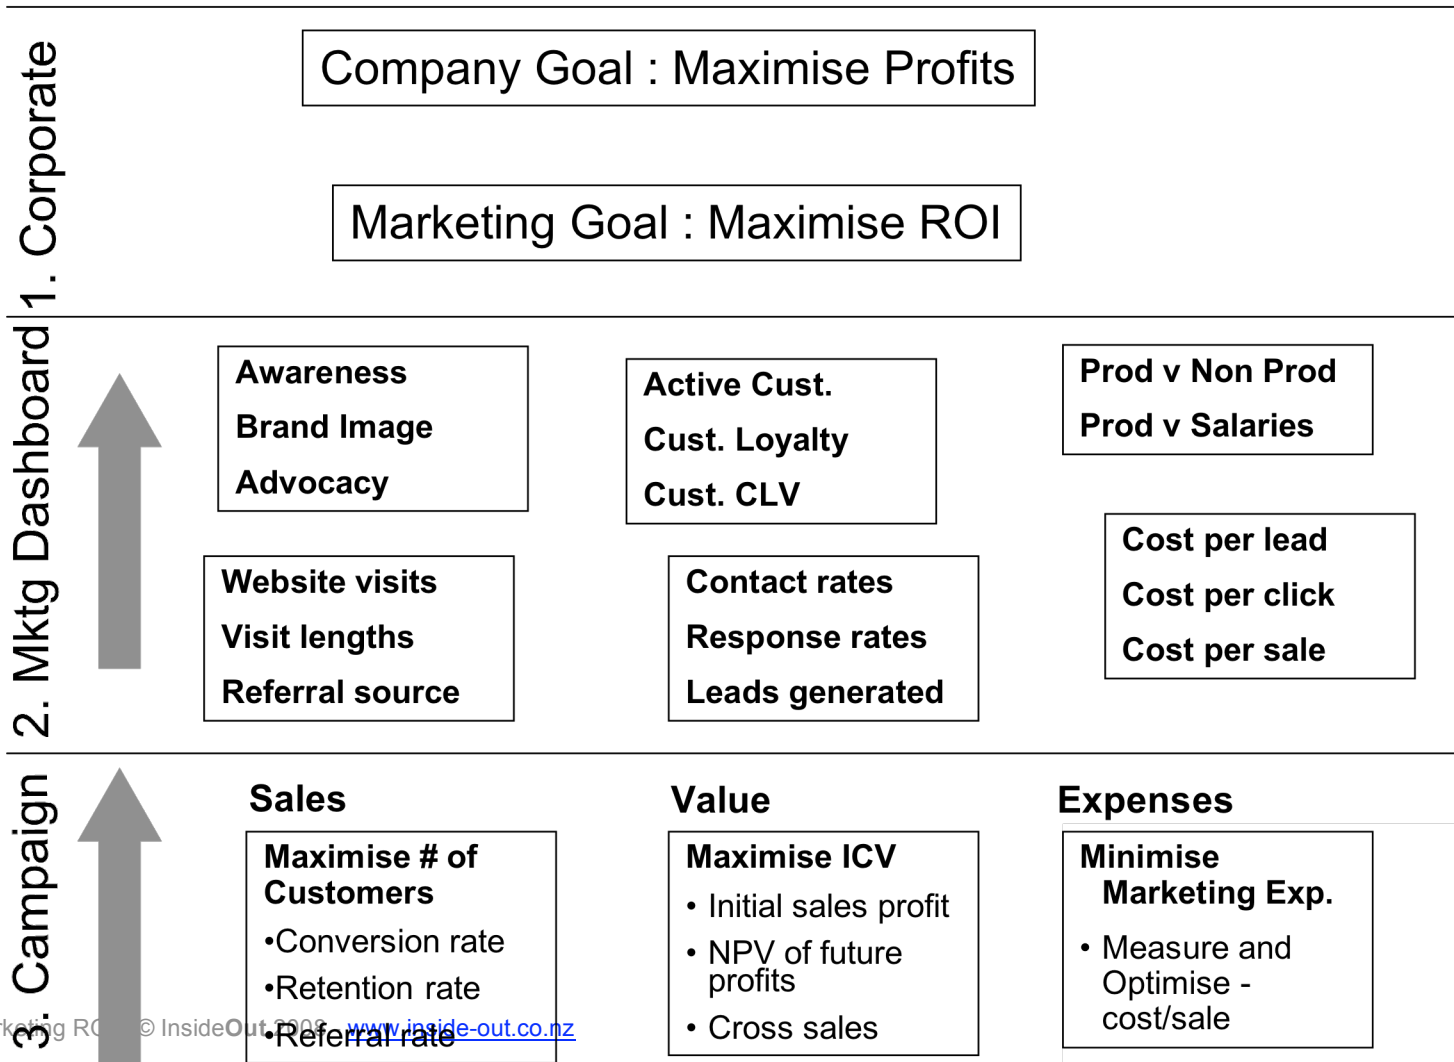 1. Corporate
Company Goal : Maximise Profits
Marketing Goal : Maximise ROI
2. Mktg Dashboard
Awareness
Brand Image
Advocacy
Active Cust.
Cust. Loyalty
Cust. CLV
Prod v Non Prod
Prod v Salaries
Website visits
Visit lengths
Referral source
Contact rates
Response rates
Leads generated
Cost per lead
Cost per click
Cost per sale
3. Campaign
Sales
Maximise # of
Customers
•Conversion rate
•Retention rate
•Referral rate
Value
Maximise ICV
• Initial sales profit
• NPV of future
profits
• Cross sales
Expenses
Minimise
Marketing Exp.
• Measure and
Optimise -
cost/sale
© InsideOut 2008 www.inside-out.co.nz